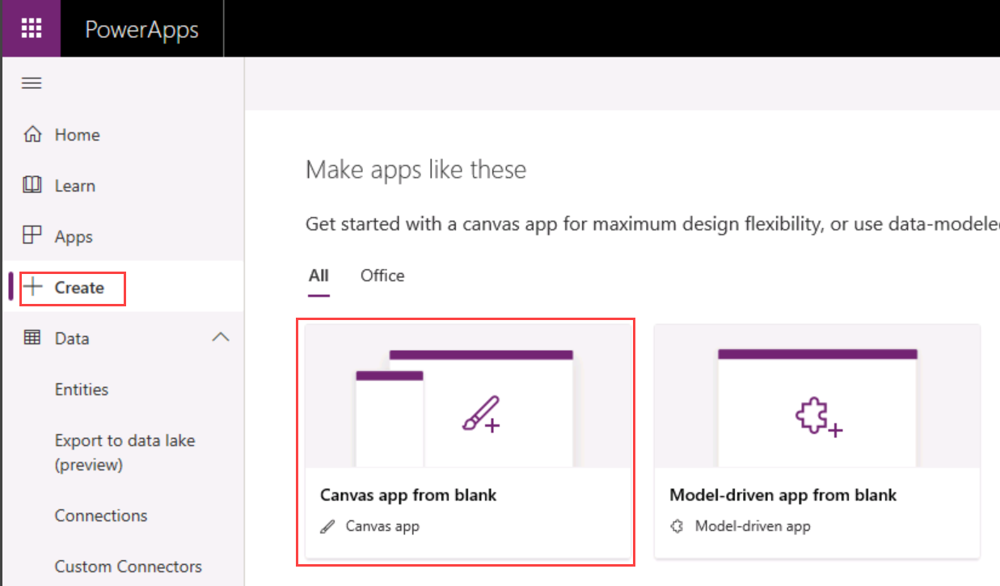 PowerApps
Home
Learn
Apps
Create
Data
Entities
Export to data lake
(preview)
Connections
Custom Connectors
Make apps like these
Get started with a canvas app for maximum design flexibility, or use data-modele
All
Office
Canvas app from blank
Canvas app
Model-driven app from blank
Model-driven app